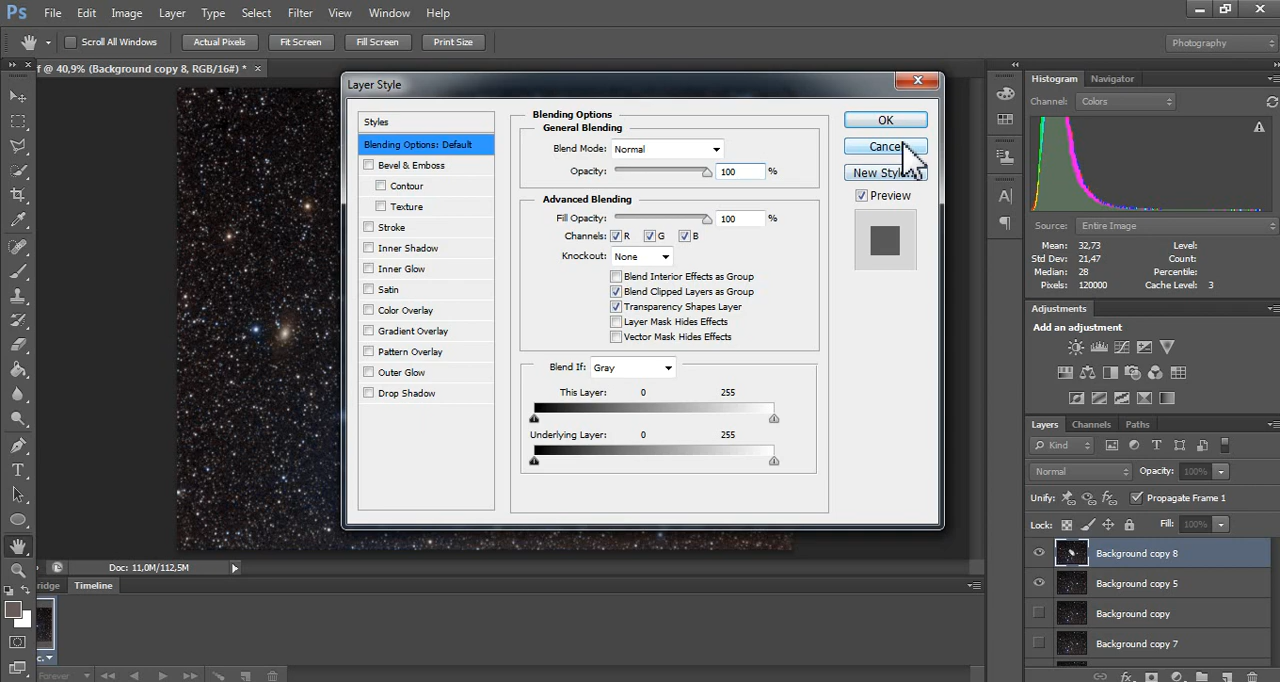 Ps File Edit Image Layer Type Select Filter View Window Help
Scroll All Windows Actual Pixels Fit Screen Fill Screen Print Size Photography
f @ 40,9% (Background copy 8, RGB/16#) * ×
Layer Style
Styles
Blending Options: Default
Bevel & Emboss
Contour
Texture
Stroke
Inner Shadow
Inner Glow
Satin
Color Overlay
Gradient Overlay
Pattern Overlay
Outer Glow
Drop Shadow
Blending Options
General Blending
Blend Mode: Normal
Opacity: 100 %
Advanced Blending
Fill Opacity: 100 %
Channels: R G B
Knockout: None
Blend Interior Effects as Group
Blend Clipped Layers as Group
Transparency Shapes Layer
Layer Mask Hides Effects
Vector Mask Hides Effects
Blend If: Gray
This Layer: 0 255
Underlying Layer: 0 255
OK
Cancel
New Style...
Preview
Histogram Navigator
Channel: Colors
Source: Entire Image
Mean: 32,73 Level:
Std Dev: 21,47 Count:
Median: 28 Percentile:
Pixels: 120000 Cache Level: 3
Adjustments
Add an adjustment
Layers Channels Paths
Kind
Normal Opacity: 100%
Unify: Propagate Frame 1
Lock: Fill: 100%
Background copy 8
Background copy 5
Background copy
Background copy 7
Doc: 11,0M/112,5M
ridge Timeline
Forever